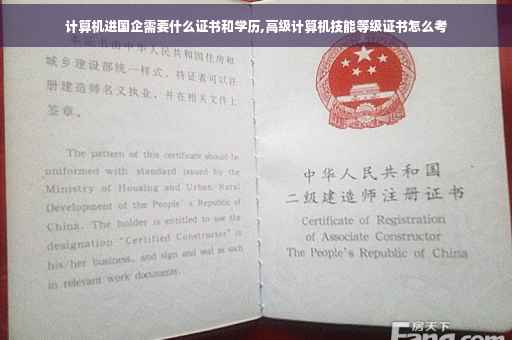 计算机进国企需要什么证书和学历,高级计算机技能等级证书怎么考
城乡建设部统一样式，持证表可以在
册建造师名义执业，并在相关文件上
签章。
The pattern of this certificate should be
uniformed with standard issued by the
Ministry of Housing and Urban Rural
Development of the People's Republic of
China. The holder is entitled to use the
designation "Certified Constructor" in
his/her business, and sign and seal as such
in relevant work documents.
中华人民共和国
二级建造师注册证书
Certificate of Registration
of Associate Constructor
The People's Republic of China
房天下
Fang.com